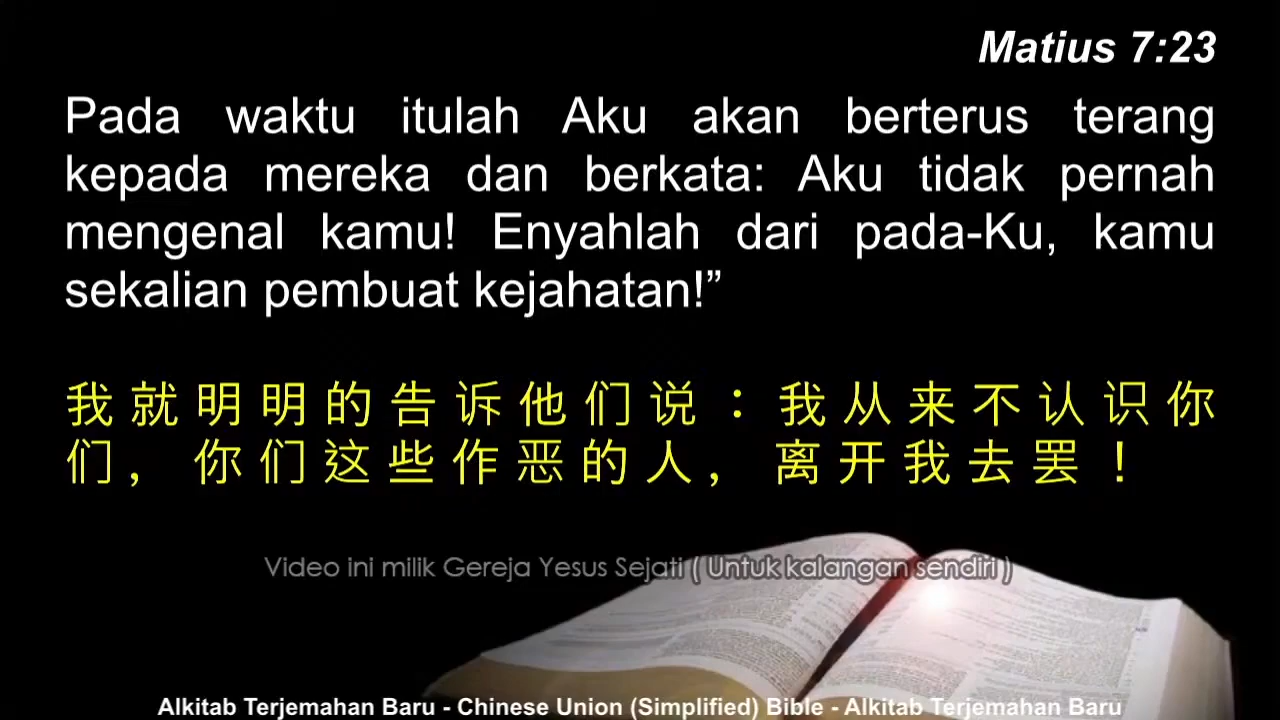 Matius 7:23
Pada waktu itulah Aku akan berterus terang
kepada mereka dan berkata: Aku tidak pernah
mengenal kamu! Enyahlah dari pada-Ku, kamu
sekalian pembuat kejahatan!”
我就明明的告诉他们说：我从来不认识你
们，你们这些作恶的人，离开我去罢！
Video ini milik Gereja Yesus Sejati ( Untuk kalangan sendiri )
Alkitab Terjemahan Baru - Chinese Union (Simplified) Bible - Alkitab Terjemahan Baru